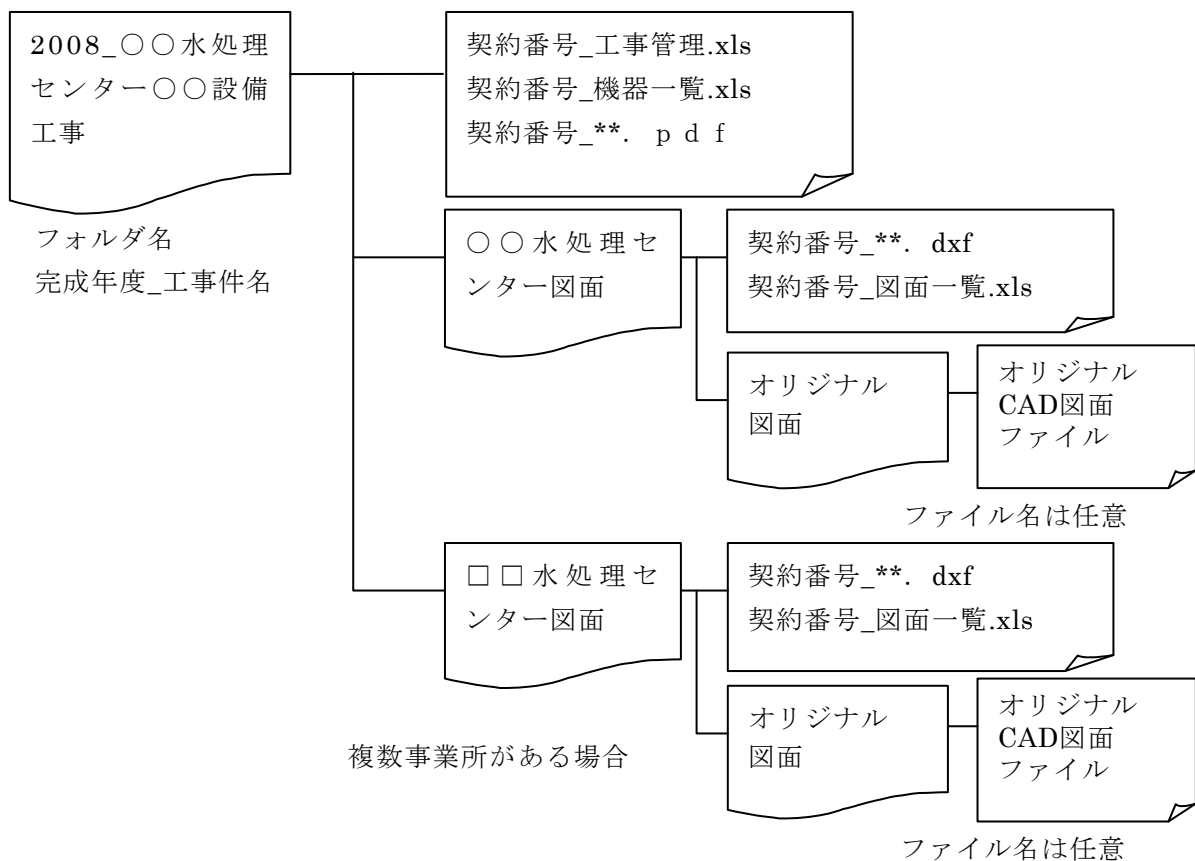 2008_○○水処理
センター○○設備
工事
フォルダ名
完成年度_工事件名
契約番号_工事管理.xls
契約番号_機器一覧.xls
契約番号_**．ｐｄｆ
○○水処理セ
ンター図面
契約番号_**．dxf
契約番号_図面一覧.xls
オリジナル
図面
オリジナル
CAD図面
ファイル
ファイル名は任意
□□水処理セ
ンター図面
契約番号_**．dxf
契約番号_図面一覧.xls
オリジナル
図面
オリジナル
CAD図面
ファイル
複数事業所がある場合
ファイル名は任意